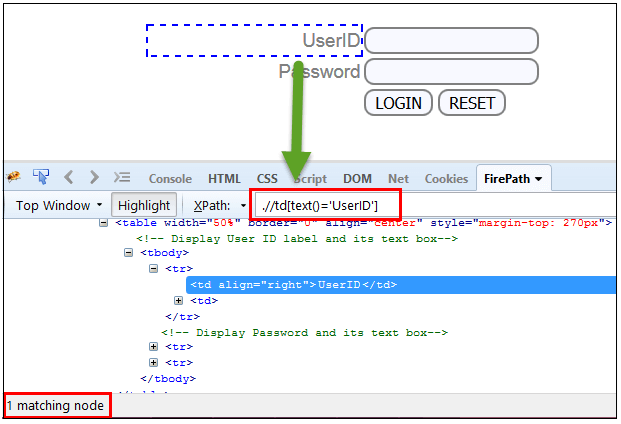 UserID
Password
LOGIN RESET
Console HTML CSS Script DOM Net Cookies FirePath
Top Window Highlight XPath: .//td[text()='UserID']
<table width="50%" border="0" align="center" style="margin-top: 270px">
<!-- Display User ID label and its text box-->
<tbody>
<tr>
<td align="right">UserID</td>
<td>
</tr>
<!-- Display Password and its text box-->
<tr>
<tr>
</tbody>
</table>
1 matching node